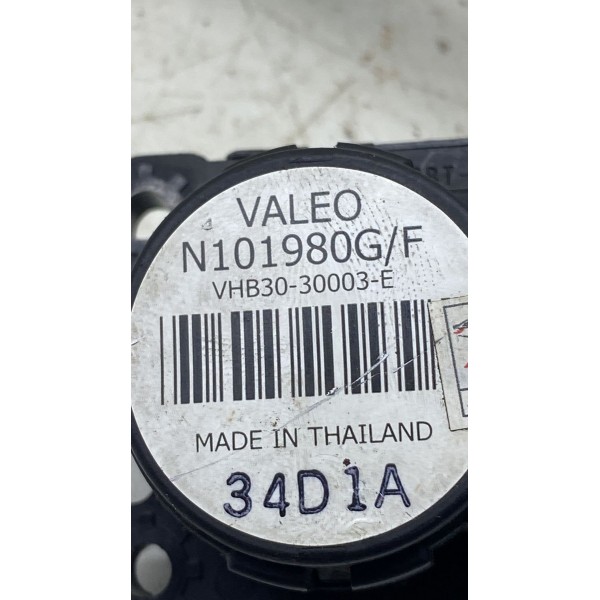 VALEO
N101980G/F
VHB30-30003-E
MADE IN THAILAND
34D1A